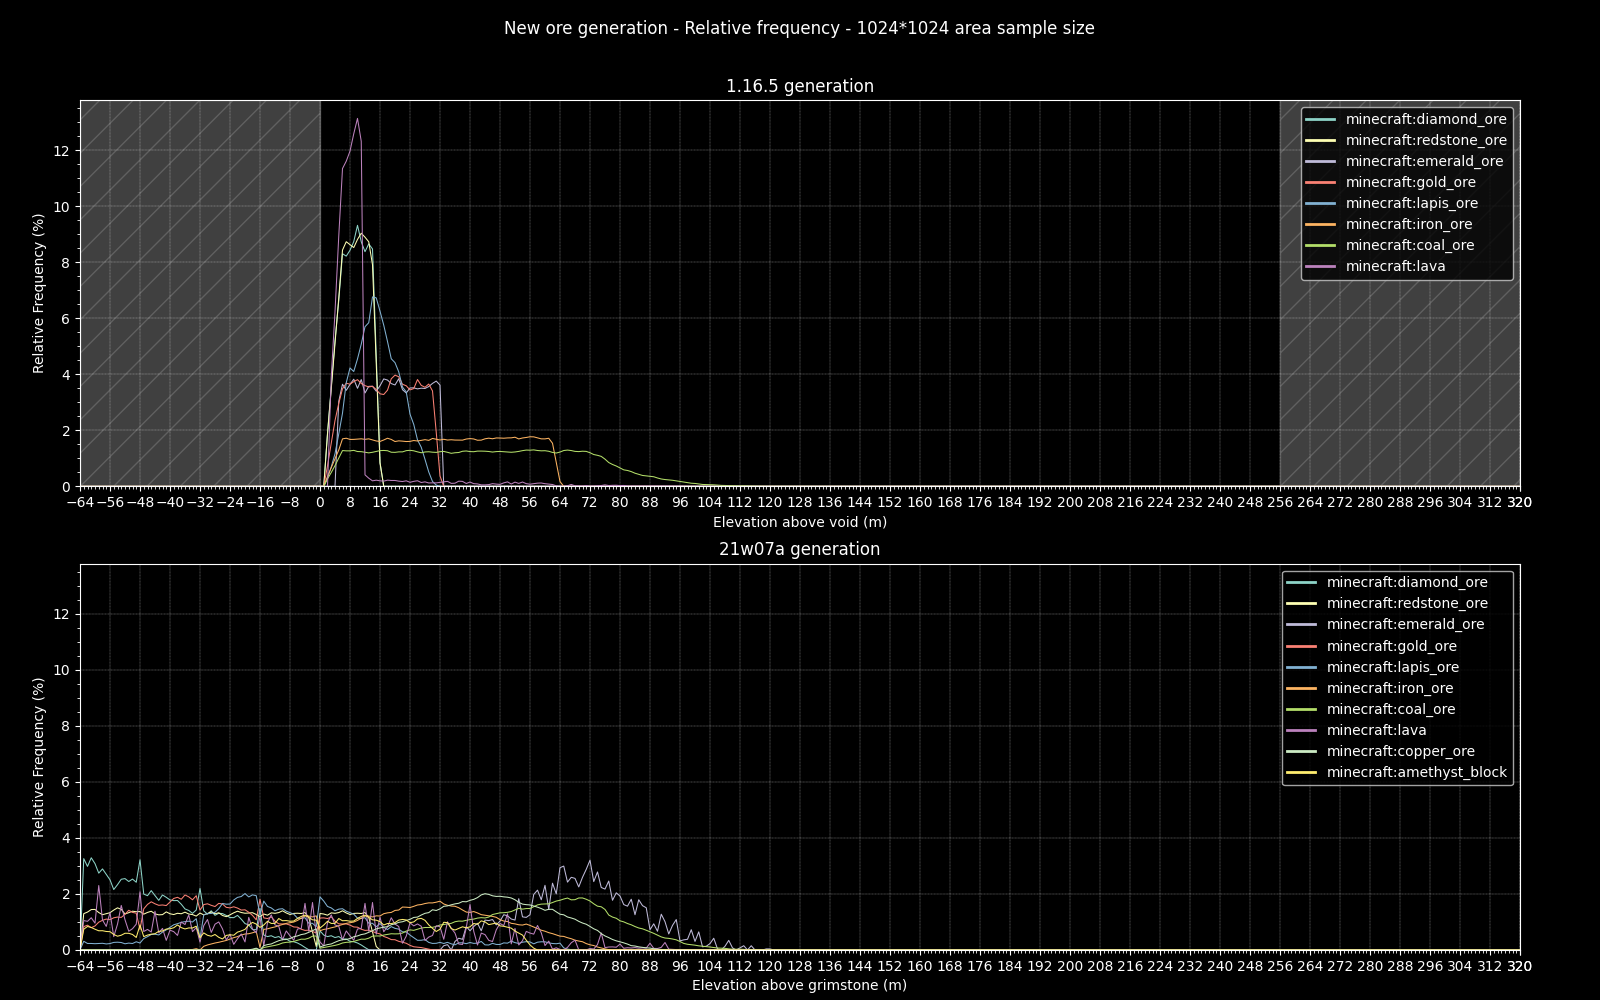 New ore generation - Relative frequency - 1024*1024 area sample size
1.16.5 generation
minecraft:diamond_ore
minecraft:redstone_ore
minecraft:emerald_ore
minecraft:gold_ore
minecraft:lapis_ore
minecraft:iron_ore
minecraft:coal_ore
minecraft:lava
Relative Frequency (%)
12
10
8
6
4
2
0
−64 −56 −48 −40 −32 −24 −16 −8 0 8 16 24 32 40 48 56 64 72 80 88 96 104 112 120 128 136 144 152 160 168 176 184 192 200 208 216 224 232 240 248 256 264 272 280 288 296 304 312 320
Elevation above void (m)
21w07a generation
minecraft:diamond_ore
minecraft:redstone_ore
minecraft:emerald_ore
minecraft:gold_ore
minecraft:lapis_ore
minecraft:iron_ore
minecraft:coal_ore
minecraft:lava
minecraft:copper_ore
minecraft:amethyst_block
Relative Frequency (%)
12
10
8
6
4
2
0
−64 −56 −48 −40 −32 −24 −16 −8 0 8 16 24 32 40 48 56 64 72 80 88 96 104 112 120 128 136 144 152 160 168 176 184 192 200 208 216 224 232 240 248 256 264 272 280 288 296 304 312 320
Elevation above grimstone (m)